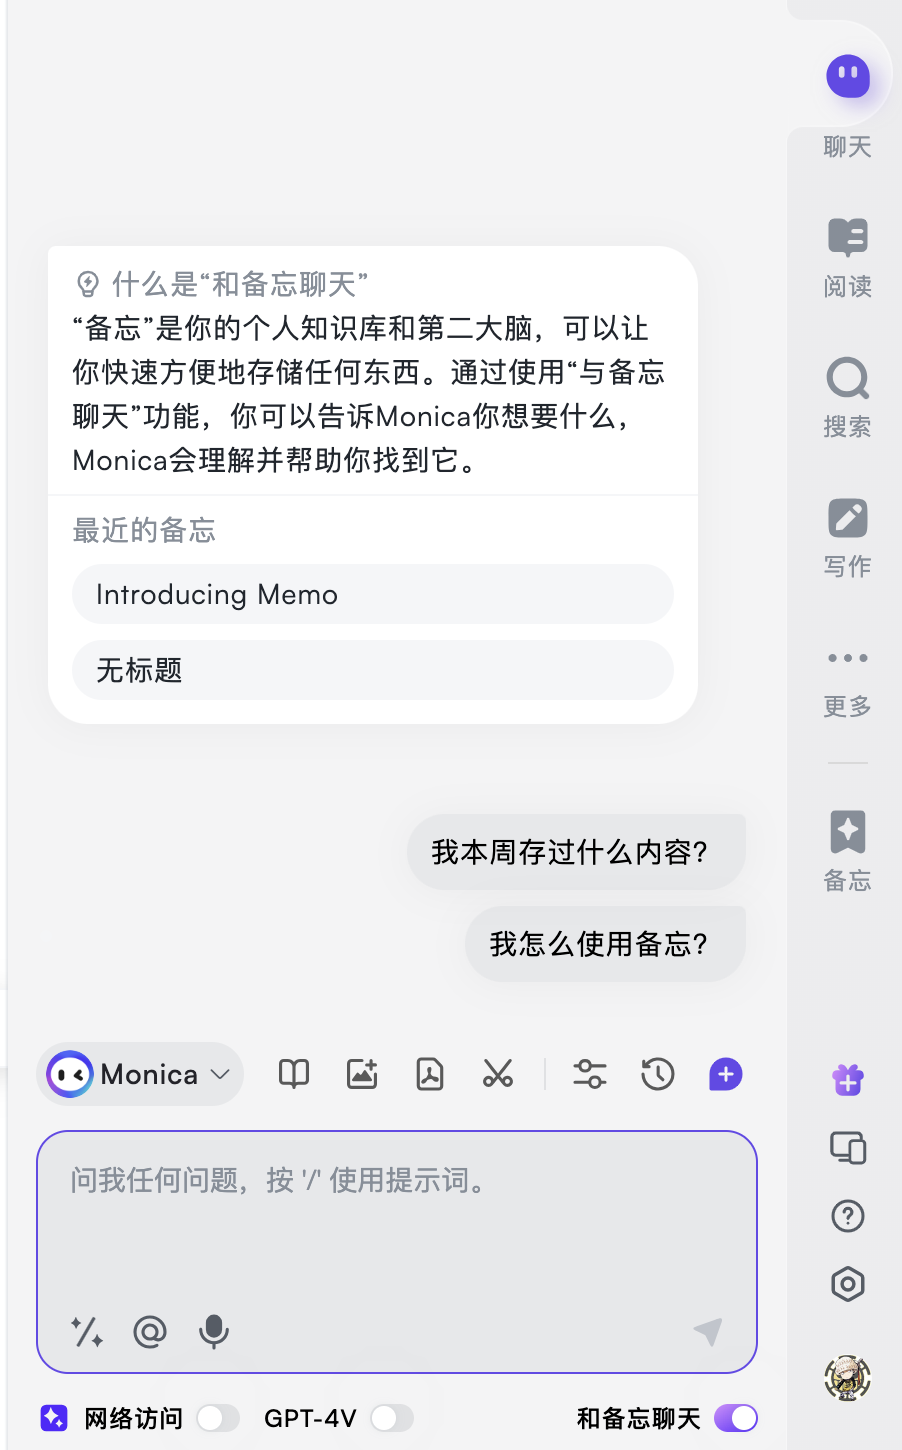 聊天
阅读
搜索
写作
更多
备忘
什么是“和备忘聊天”
“备忘”是你的个人知识库和第二大脑，可以让
你快速方便地存储任何东西。通过使用“与备忘
聊天”功能，你可以告诉Monica你想要什么，
Monica会理解并帮助你找到它。
最近的备忘
Introducing Memo
无标题
我本周存过什么内容?
我怎么使用备忘?
Monica
问我任何问题，按 '/' 使用提示词。
网络访问 GPT-4V 和备忘聊天